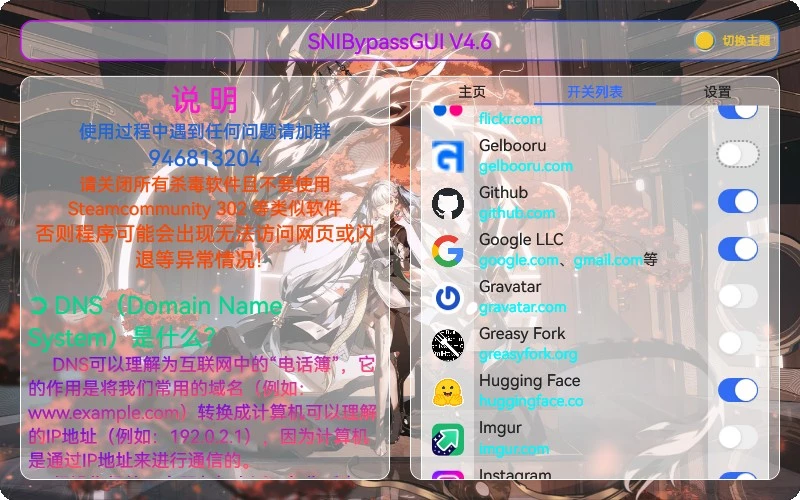 SNIBypassGUI V4.6
切换主题
说 明
使用过程中遇到任何问题请加群
946813204
请关闭所有杀毒软件且不要使用
Steamcommunity 302 等类似软件
否则程序可能会出现无法访问网页或闪
退等异常情况!
➲ DNS（Domain Name
System）是什么?
DNS可以理解为互联网中的“电话簿”，它
的作用是将我们常用的域名（例如:
www.example.com）转换成计算机可以理解
的IP地址（例如：192.0.2.1），因为计算机
是通过IP地址来进行通信的。
主页
开关列表
设置
flickr.com
Gelbooru
gelbooru.com
Github
github.com
Google LLC
google.com、gmail.com等
Gravatar
gravatar.com
Greasy Fork
greasyfork.org
Hugging Face
huggingface.co
Imgur
imgur.com
Instagram